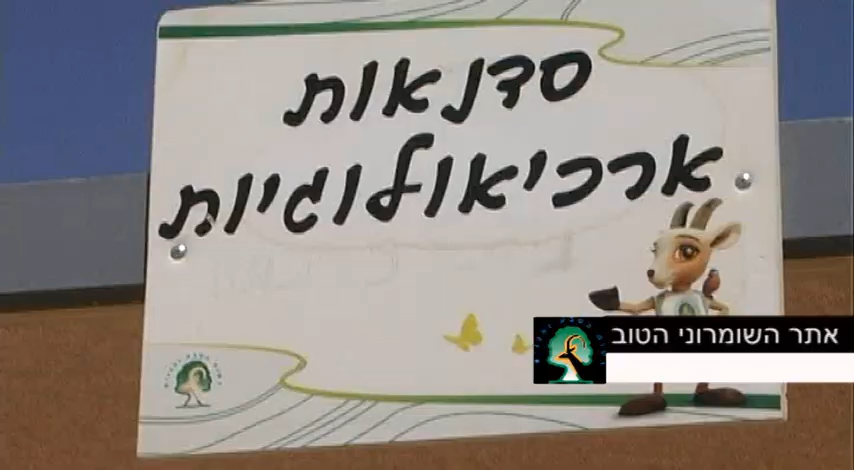 סדנאות
ארכיאולוגיות
אתר השומרוני הטוב